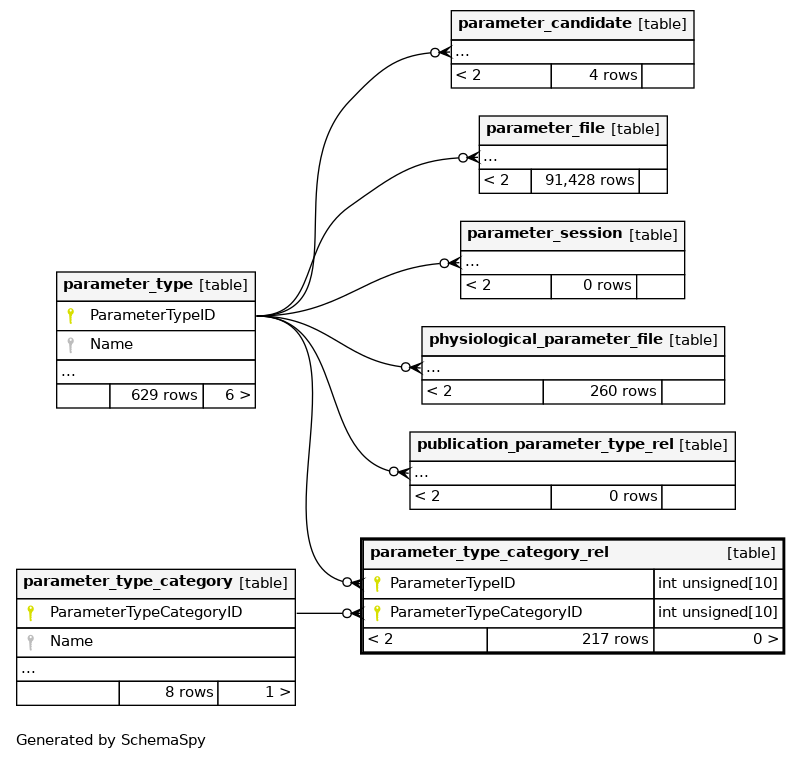 parameter_candidate [table]
...
< 2 4 rows
parameter_file [table]
...
< 2 91,428 rows
parameter_session [table]
...
< 2 0 rows
parameter_type [table]
ParameterTypeID
Name
...
629 rows 6 >
physiological_parameter_file [table]
...
< 2 260 rows
publication_parameter_type_rel [table]
...
< 2 0 rows
parameter_type_category_rel [table]
ParameterTypeID int unsigned[10]
ParameterTypeCategoryID int unsigned[10]
< 2 217 rows 0 >
parameter_type_category [table]
ParameterTypeCategoryID
Name
...
8 rows 1 >
Generated by SchemaSpy